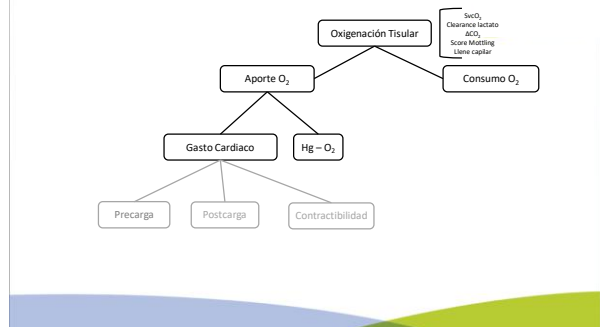 Oxigenación Tisular
SvcO₂
Clearance lactato
ΔCO₂
Score Mottling
Llene capilar
Aporte O₂
Consumo O₂
Gasto Cardiaco
Hg – O₂
Precarga
Postcarga
Contractibilidad